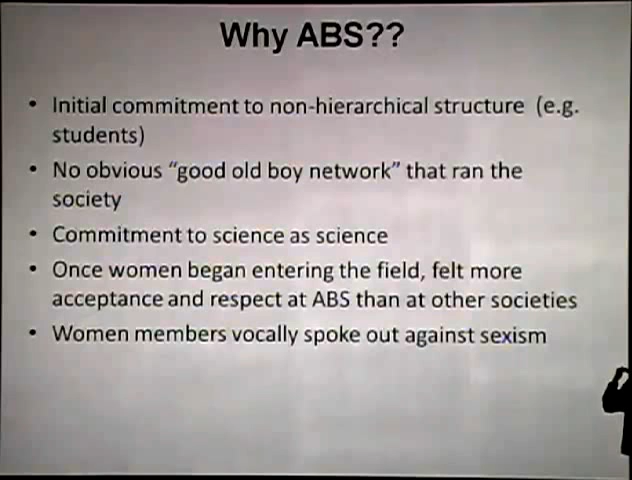 Why ABS??
• Initial commitment to non-hierarchical structure (e.g.
students)
• No obvious “good old boy network” that ran the
society
• Commitment to science as science
• Once women began entering the field, felt more
acceptance and respect at ABS than at other societies
• Women members vocally spoke out against sexism